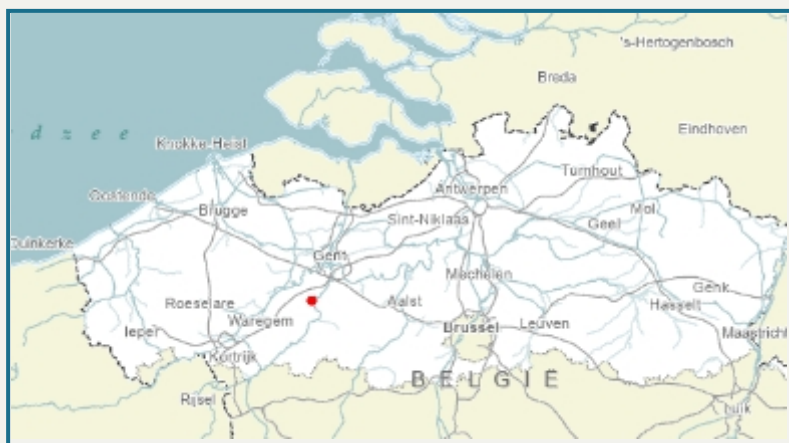 's-Hertogenbosch
Breda
dzee
Eindhoven
Knokke-Heist
Turnhout
Antwerpen
Oostende
Brugge
Mol
Sint-Niklaas
Geel
Duinkerke
Gent
Mechelen
Genk
Roeselare
Aalst
Hasselt
Waregem
Ieper
Brussel
Leuven
Maastricht
Kortrijk
BELGIË
Rijsel
Luik